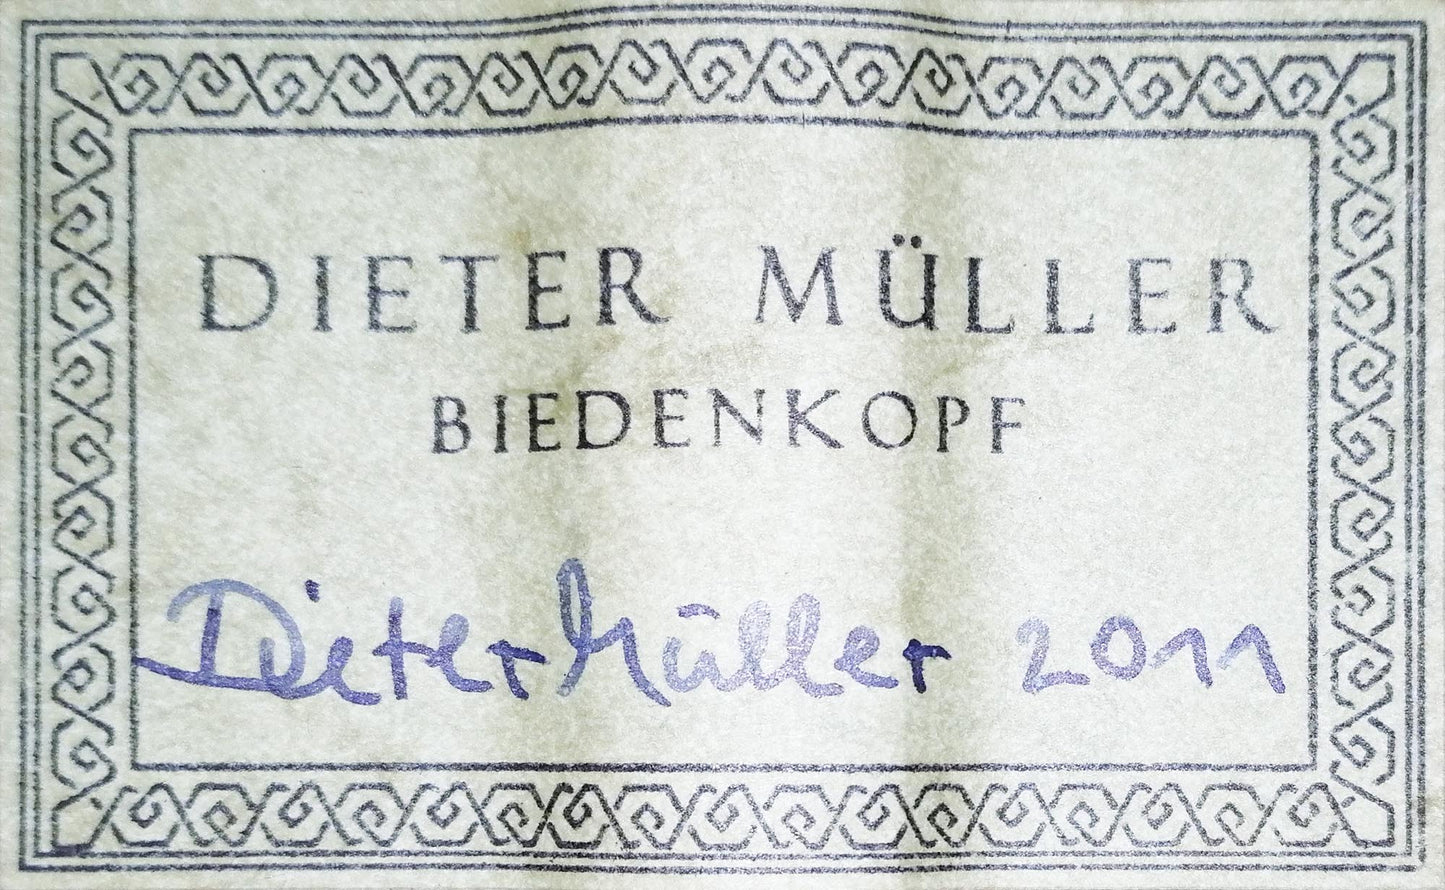 DIETER MÜLLER
BIEDENKOPF
Dieter Müller 2011